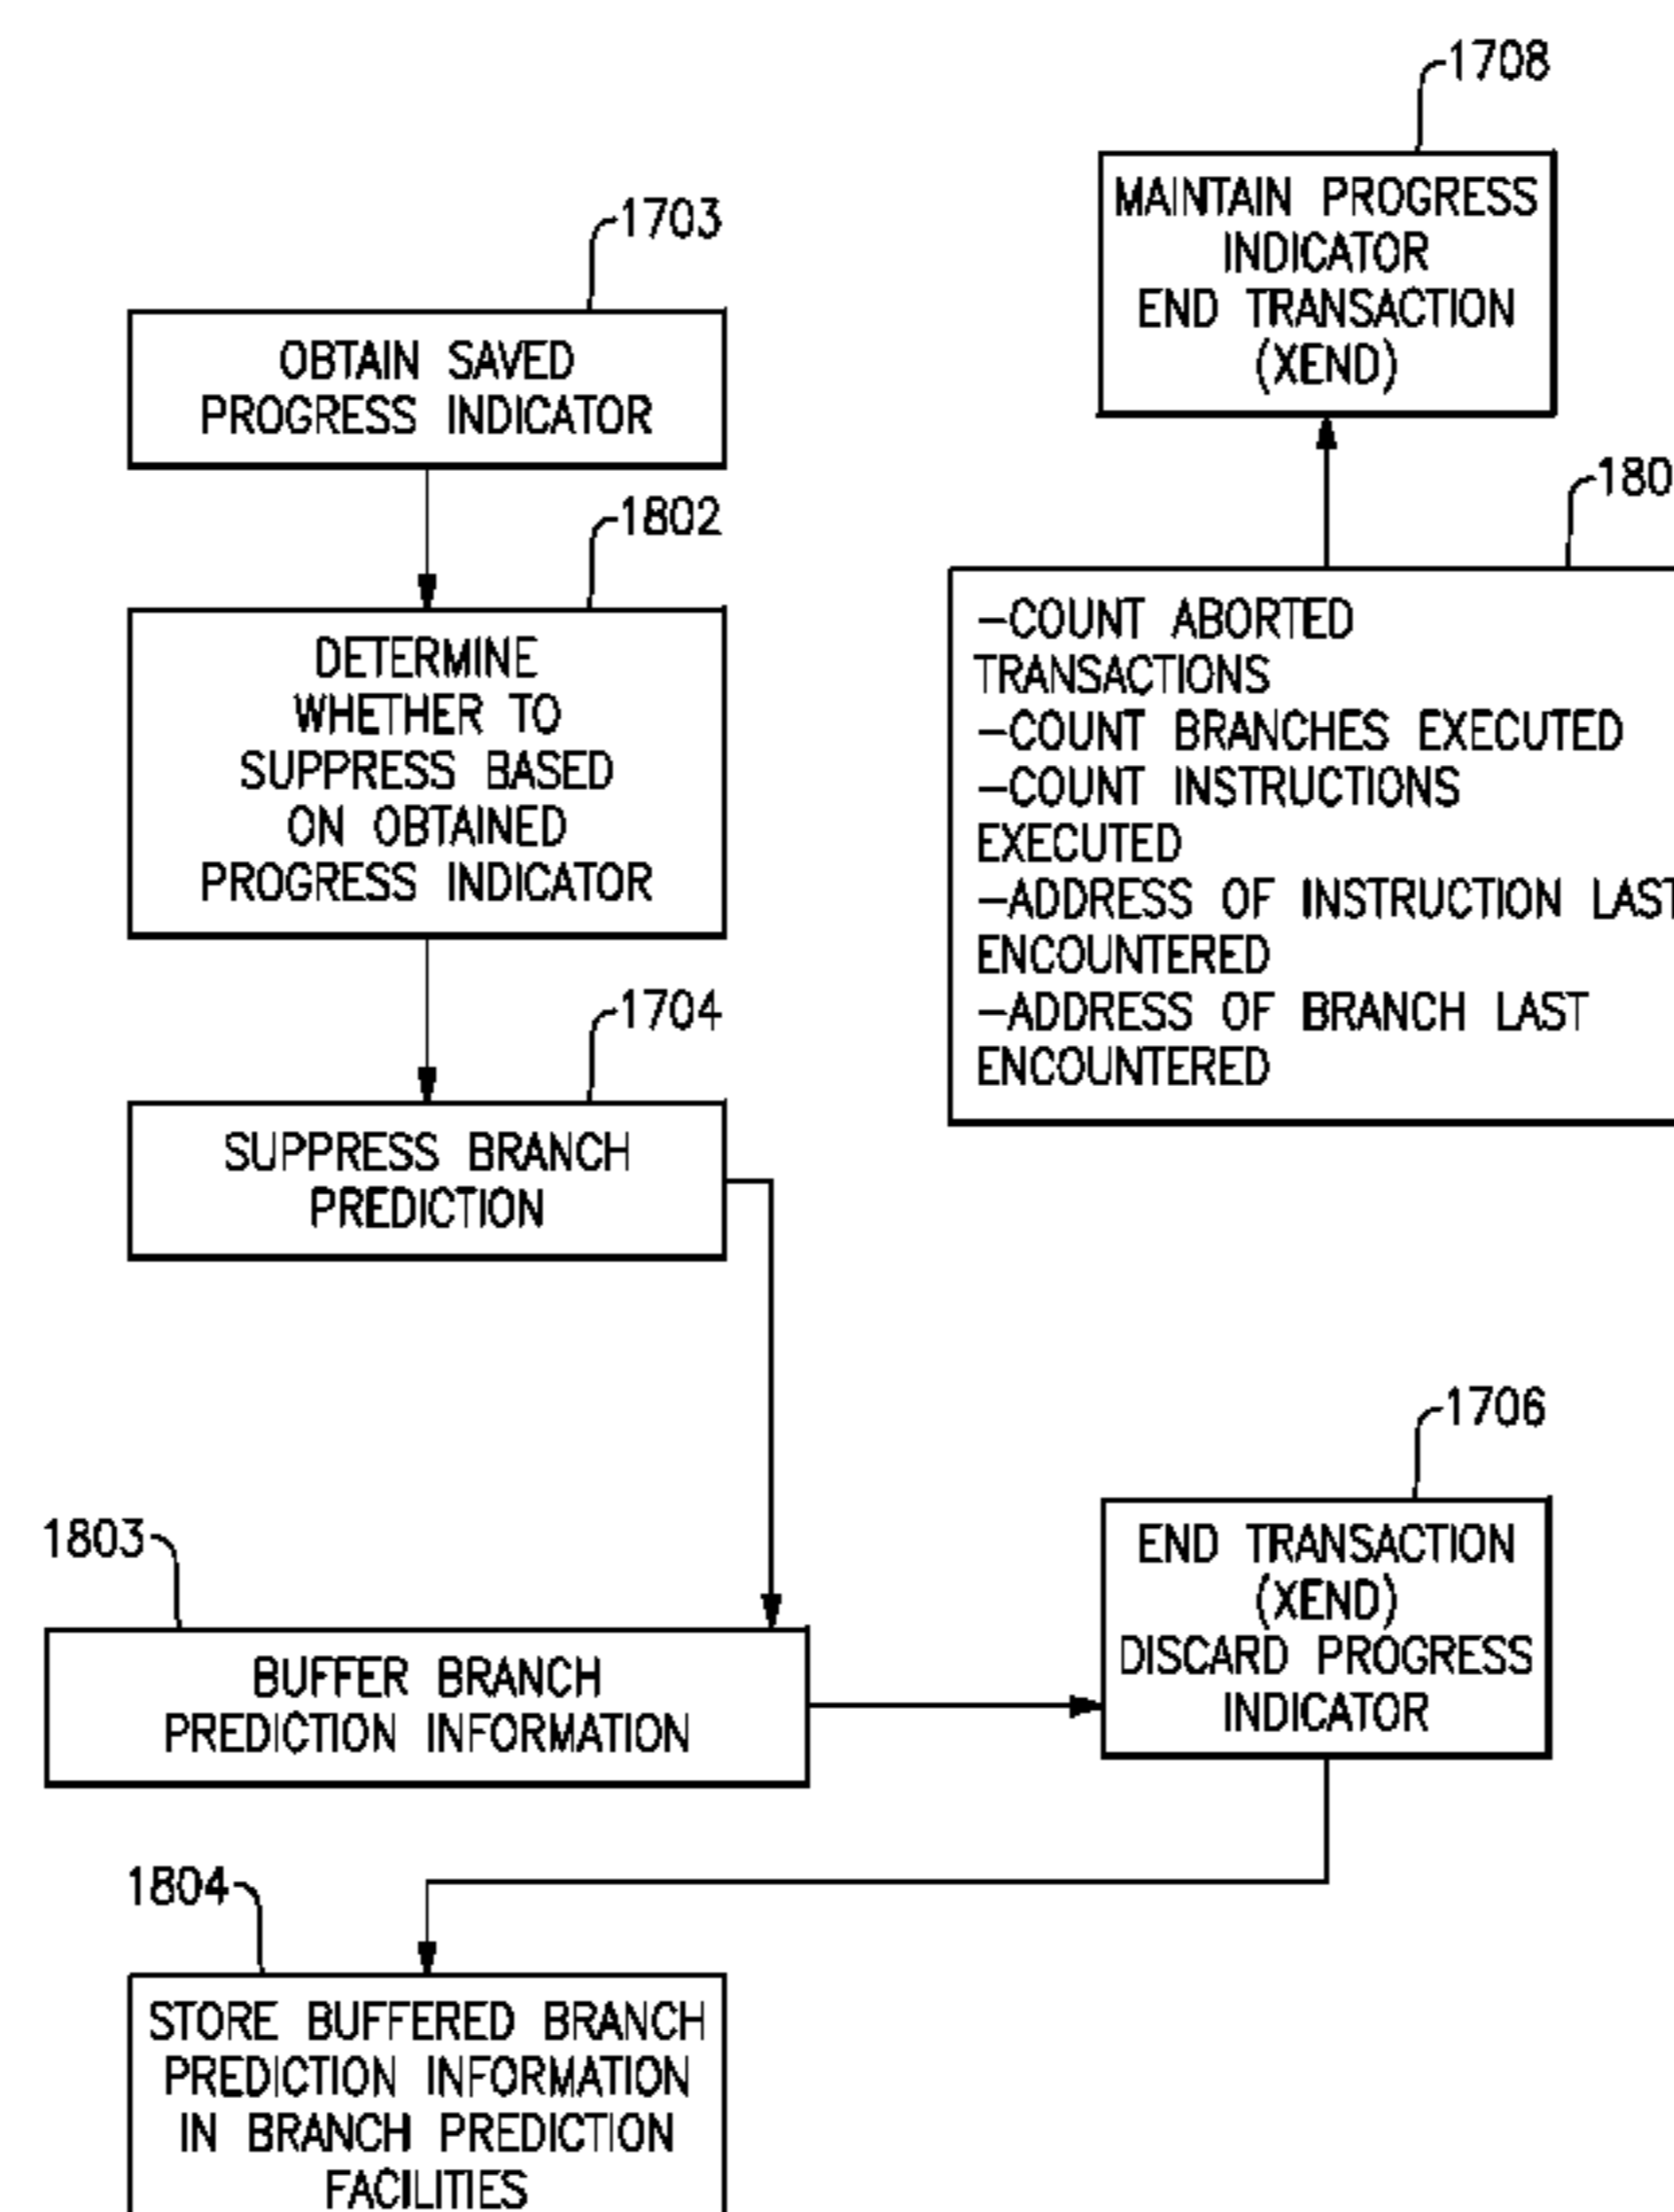 1703
OBTAIN SAVED
PROGRESS INDICATOR
1802
DETERMINE
WHETHER TO
SUPPRESS BASED
ON OBTAINED
PROGRESS INDICATOR
1704
SUPPRESS BRANCH
PREDICTION
1708
MAINTAIN PROGRESS
INDICATOR
END TRANSACTION
(XEND)
180
-COUNT ABORTED
TRANSACTIONS
-COUNT BRANCHES EXECUTED
-COUNT INSTRUCTIONS
EXECUTED
-ADDRESS OF INSTRUCTION LAST
ENCOUNTERED
-ADDRESS OF BRANCH LAST
ENCOUNTERED
1803
BUFFER BRANCH
PREDICTION INFORMATION
1706
END TRANSACTION
(XEND)
DISCARD PROGRESS
INDICATOR
1804
STORE BUFFERED BRANCH
PREDICTION INFORMATION
IN BRANCH PREDICTION
FACILITIES